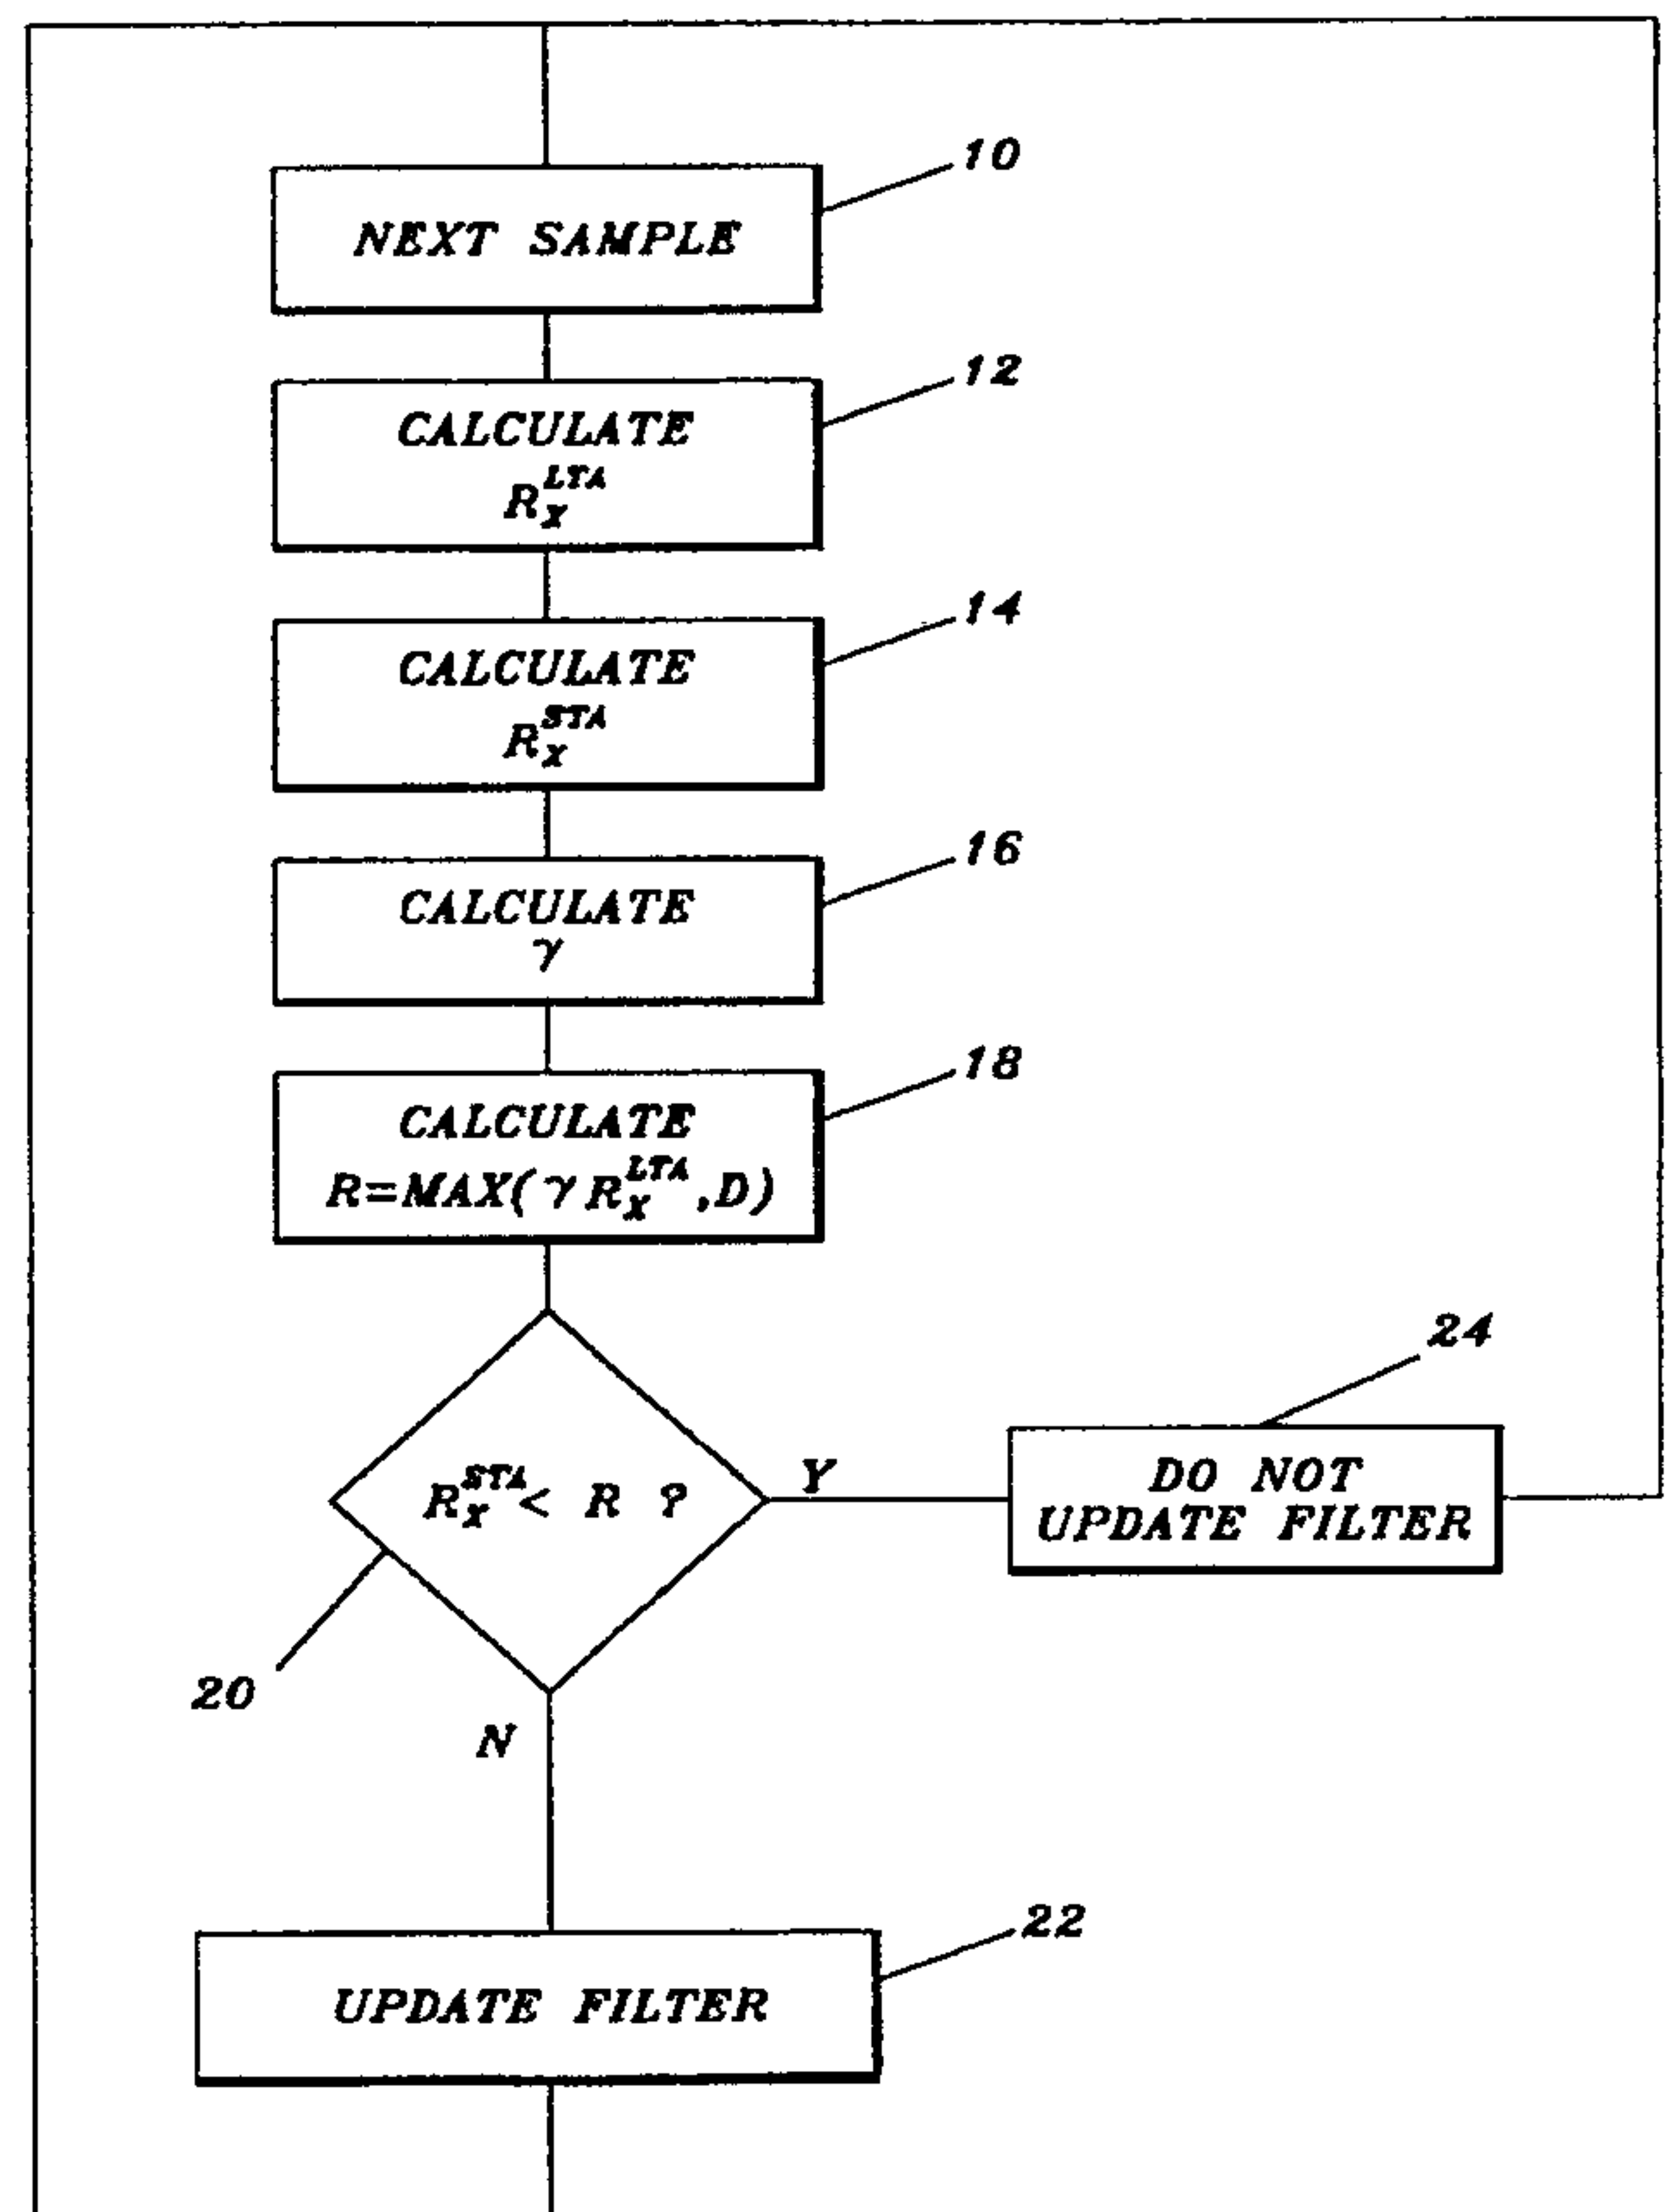 10
NEXT SAMPLE
12
CALCULATE
R_X^{LTA}
14
CALCULATE
R_X^{STA}
16
CALCULATE
γ
18
CALCULATE
R=MAX(γ R_X^{LTA},D)
24
R_X^{STA} < R ?
Y
DO NOT
UPDATE FILTER
20
N
22
UPDATE FILTER